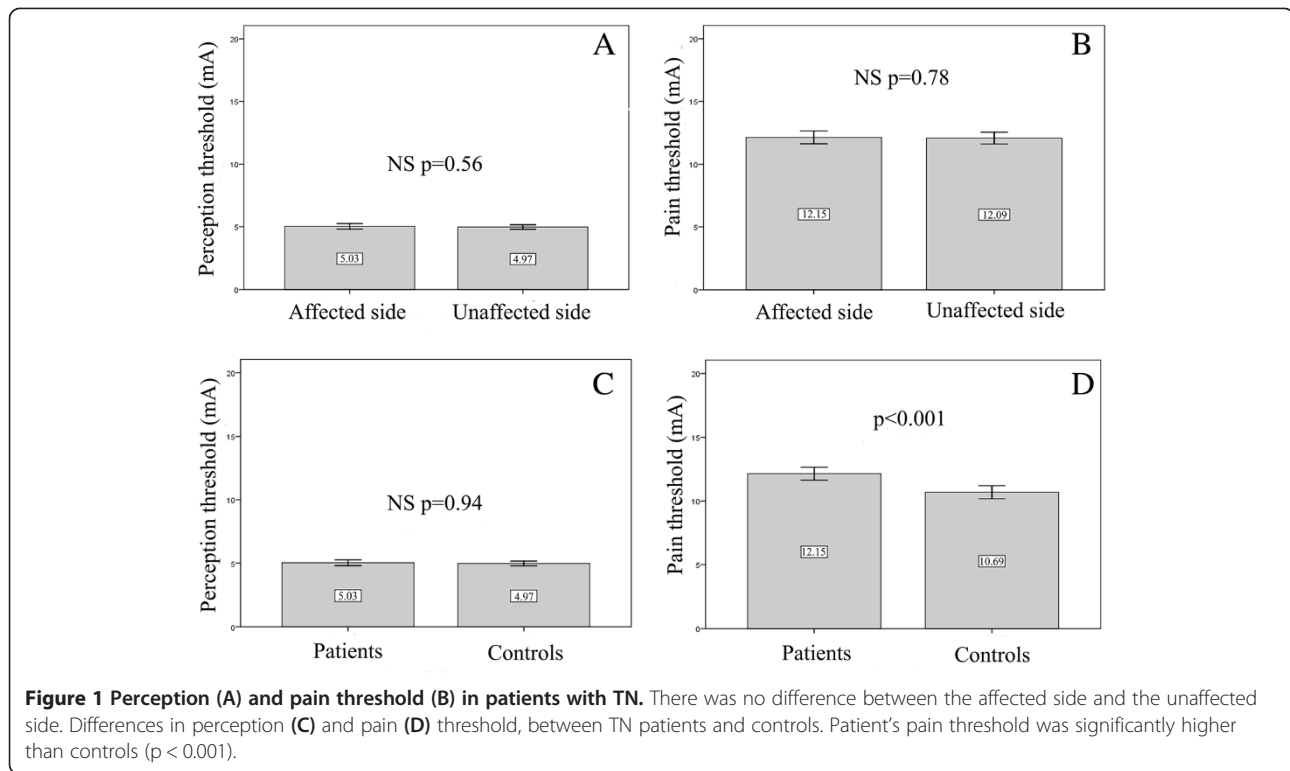 A
Perception threshold (mA)
20
15
10
5
0
NS p=0.56
5.03
4.97
Affected side Unaffected side
B
Pain threshold (mA)
20
15
10
5
0
NS p=0.78
12.15
12.09
Affected side Unaffected side
C
Perception threshold (mA)
20
15
10
5
0
NS p=0.94
5.03
4.97
Patients Controls
D
Pain threshold (mA)
20
15
10
5
0
p<0.001
12.15
10.69
Patients Controls
Figure 1 Perception (A) and pain threshold (B) in patients with TN. There was no difference between the affected side and the unaffected
side. Differences in perception (C) and pain (D) threshold, between TN patients and controls. Patient's pain threshold was significantly higher
than controls (p < 0.001).